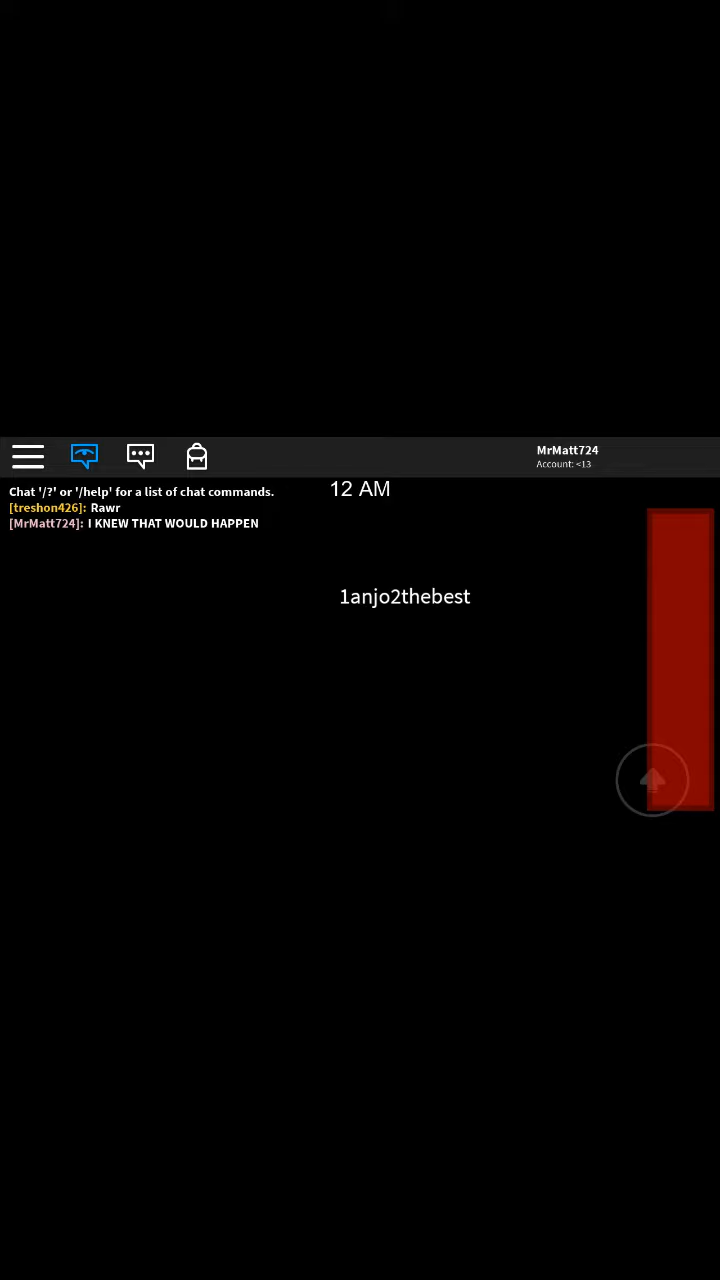 MrMatt724
Account: <13
Chat '/?' or '/help' for a list of chat commands.
12 AM
[treshon426]: Rawr
[MrMatt724]: I KNEW THAT WOULD HAPPEN
1anjo2thebest